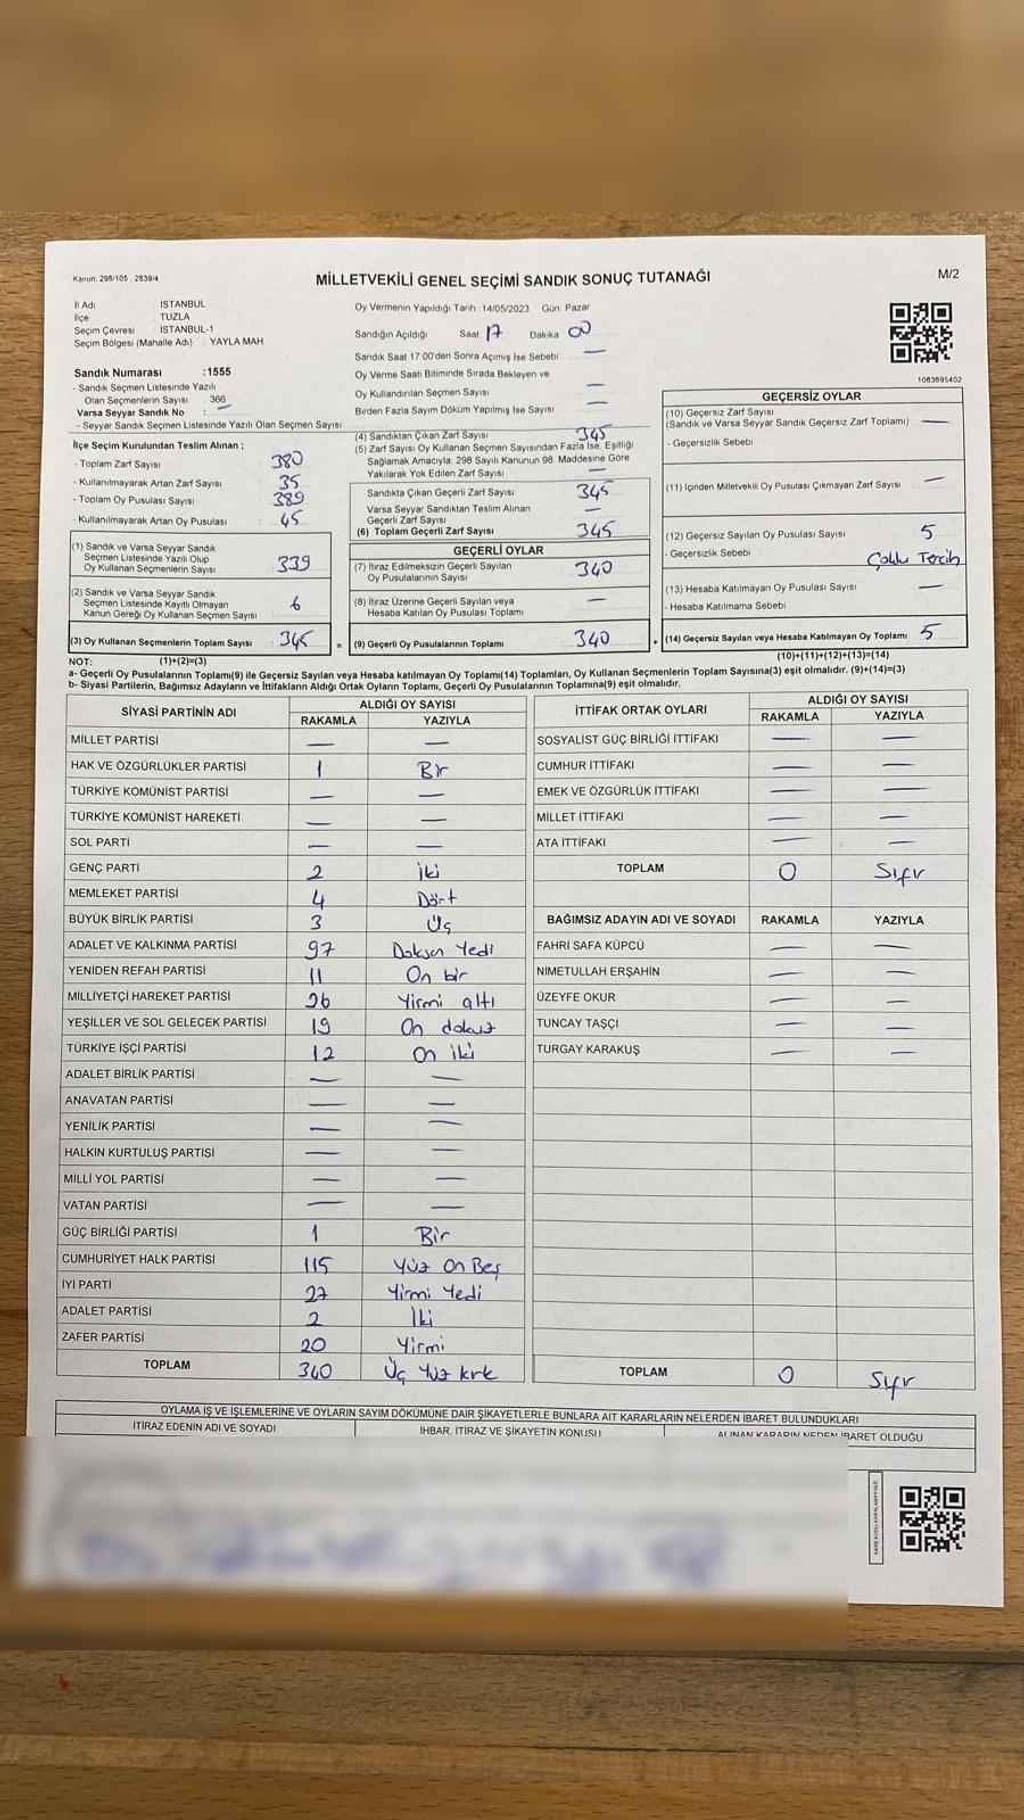 Kanun: 298/105 - 2839/4
MİLLETVEKİLİ GENEL SEÇİMİ SANDIK SONUÇ TUTANAĞI
M/2
İl Adı İSTANBUL
İlçe TUZLA
Seçim Çevresi İSTANBUL-1
Seçim Bölgesi (Mahalle Adı) YAYLA MAH
Sandık Numarası :1555
- Sandık Seçmen Listesinde Yazılı
Olan Seçmenlerin Sayısı 366
Varsa Seyyar Sandık No : —
- Seyyar Sandık Seçmen Listesinde Yazılı Olan Seçmen Sayısı
İlçe Seçim Kurulundan Teslim Alınan ;
- Toplam Zarf Sayısı 380
- Kullanılmayarak Artan Zarf Sayısı 35
- Toplam Oy Pusulası Sayısı 389
- Kullanılmayarak Artan Oy Pusulası 45
(1) Sandık ve Varsa Seyyar Sandık
Seçmen Listesinde Yazılı Olup
Oy Kullanan Seçmenlerin Sayısı 339
(2) Sandık ve Varsa Seyyar Sandık
Seçmen Listesinde Kayıtlı Olmayan
Kanun Gereği Oy Kullanan Seçmen Sayısı 6
(3) Oy Kullanan Seçmenlerin Toplam Sayısı 345
(1)+(2)=(3)
Oy Vermenin Yapıldığı Tarih :14/05/2023 Gün: Pazar
Sandığın Açıldığı Saat 17 Dakika 00
Sandık Saat 17:00'den Sonra Açımış İse Sebebi —
Oy Verme Saati Bitiminde Sırada Bekleyen ve
Oy Kullandırılan Seçmen Sayısı —
Birden Fazla Sayım Döküm Yapılmış İse Sayısı —
(4) Sandıktan Çıkan Zarf Sayısı 345
(5) Zarf Sayısı Oy Kullanan Seçmen Sayısından Fazla İse, Eşitliği
Sağlamak Amacıyla, 298 Sayılı Kanunun 98. Maddesine Göre
Yakılarak Yok Edilen Zarf Sayısı —
Sandıkta Çıkan Geçerli Zarf Sayısı 345
Varsa Seyyar Sandıktan Teslim Alınan
Geçerli Zarf Sayısı —
(6) Toplam Geçerli Zarf Sayısı 345
GEÇERLİ OYLAR
(7) İtiraz Edilmeksizin Geçerli Sayılan
Oy Pusulalarının Sayısı 340
(8) İtiraz Üzerine Geçerli Sayılan veya
Hesaba Katılan Oy Pusulası Toplamı —
= (9) Geçerli Oy Pusulalarının Toplamı 340
1083695402
GEÇERSİZ OYLAR
(10) Geçersiz Zarf Sayısı
(Sandık ve Varsa Seyyar Sandık Geçersiz Zarf Toplamı) —
- Geçersizlik Sebebi
(11) İçinden Milletvekili Oy Pusulası Çıkmayan Zarf Sayısı —
(12) Geçersiz Sayılan Oy Pusulası Sayısı 5
- Geçersizlik Sebebi Çoklu Tercih
(13) Hesaba Katılmayan Oy Pusulası Sayısı —
- Hesaba Katılmama Sebebi
+ (14) Geçersiz Sayılan veya Hesaba Katılmayan Oy Toplamı 5
(10)+(11)+(12)+(13)=(14)
NOT:
a- Geçerli Oy Pusulalarının Toplamı(9) ile Geçersiz Sayılan veya Hesaba katılmayan Oy Toplamı(14) Toplamları, Oy Kullanan Seçmenlerin Toplam Sayısına(3) eşit olmalıdır. (9)+(14)=(3)
b- Siyasi Partilerin, Bağımsız Adayların ve İttifakların Aldığı Ortak Oyların Toplamı, Geçerli Oy Pusulalarının Toplamına(9) eşit olmalıdır.
SİYASİ PARTİNİN ADI ALDIĞI OY SAYISI
RAKAMLA YAZIYLA
MİLLET PARTİSİ — —
HAK VE ÖZGÜRLÜKLER PARTİSİ 1 Bir
TÜRKİYE KOMÜNİST PARTİSİ — —
TÜRKİYE KOMÜNİST HAREKETİ — —
SOL PARTİ — —
GENÇ PARTİ 2 İki
MEMLEKET PARTİSİ 4 Dört
BÜYÜK BİRLİK PARTİSİ 3 Üç
ADALET VE KALKINMA PARTİSİ 97 Doksan Yedi
YENİDEN REFAH PARTİSİ 11 On bir
MİLLİYETÇİ HAREKET PARTİSİ 26 Yirmi altı
YEŞİLLER VE SOL GELECEK PARTİSİ 19 On dokuz
TÜRKİYE İŞÇİ PARTİSİ 12 On iki
ADALET BİRLİK PARTİSİ — —
ANAVATAN PARTİSİ — —
YENİLİK PARTİSİ — —
HALKIN KURTULUŞ PARTİSİ — —
MİLLİ YOL PARTİSİ — —
VATAN PARTİSİ — —
GÜÇ BİRLİĞİ PARTİSİ 1 Bir
CUMHURİYET HALK PARTİSİ 115 Yüz On Beş
İYİ PARTİ 27 Yirmi Yedi
ADALET PARTİSİ 2 İki
ZAFER PARTİSİ 20 Yirmi
TOPLAM 340 Üç Yüz kırk
İTTİFAK ORTAK OYLARI ALDIĞI OY SAYISI
RAKAMLA YAZIYLA
SOSYALİST GÜÇ BİRLİĞİ İTTİFAKI — —
CUMHUR İTTİFAKI — —
EMEK VE ÖZGÜRLÜK İTTİFAKI — —
MİLLET İTTİFAKI — —
ATA İTTİFAKI — —
TOPLAM 0 Sıfır
BAĞIMSIZ ADAYIN ADI VE SOYADI RAKAMLA YAZIYLA
FAHRİ SAFA KÜPCÜ — —
NİMETULLAH ERŞAHİN — —
ÜZEYFE OKUR — —
TUNCAY TAŞÇI — —
TURGAY KARAKUŞ — —
TOPLAM 0 Sıfır
OYLAMA İŞ VE İŞLEMLERİNE VE OYLARIN SAYIM DÖKÜMÜNE DAİR ŞİKAYETLERLE BUNLARA AİT KARARLARIN NELERDEN İBARET BULUNDUKLARI
İTİRAZ EDENİN ADI VE SOYADI İHBAR, İTİRAZ VE ŞİKAYETİN KONUSU ALINAN KARARIN NEDEN İBARET OLDUĞU